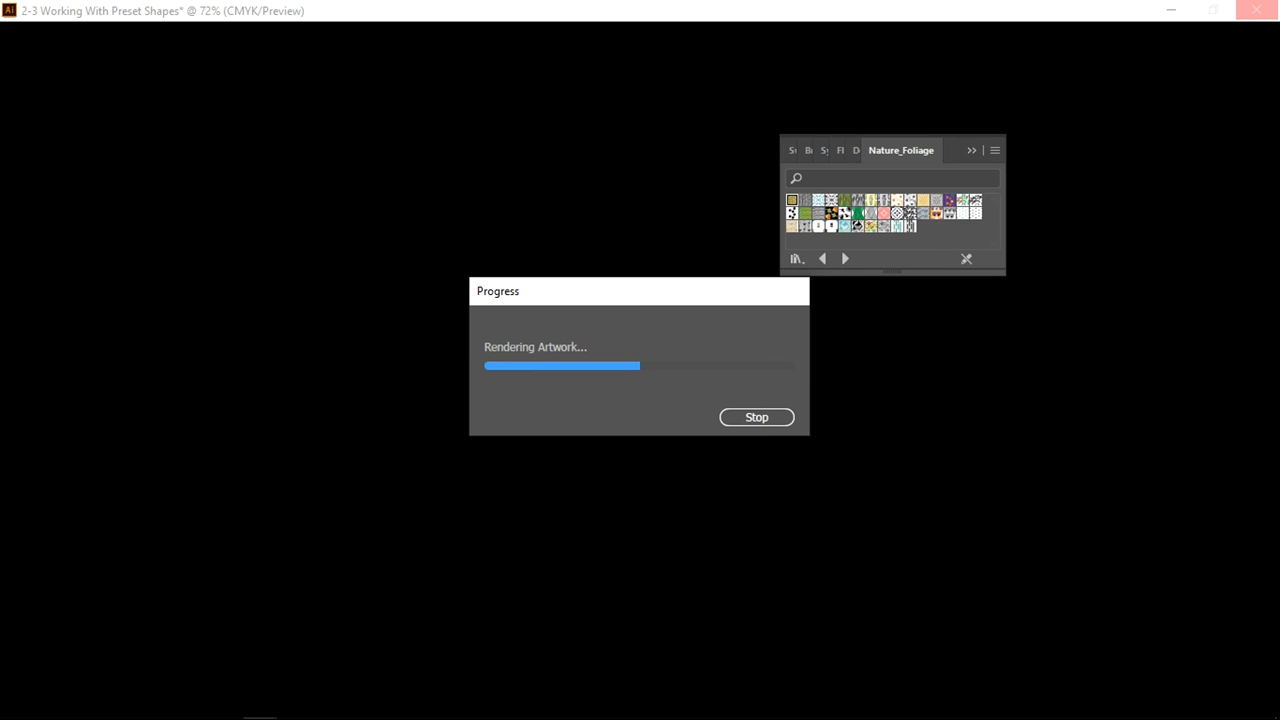 Ai 2-3 Working With Preset Shapes* @ 72% (CMYK/Preview)
Nature_Foliage
Progress
Rendering Artwork...
Stop